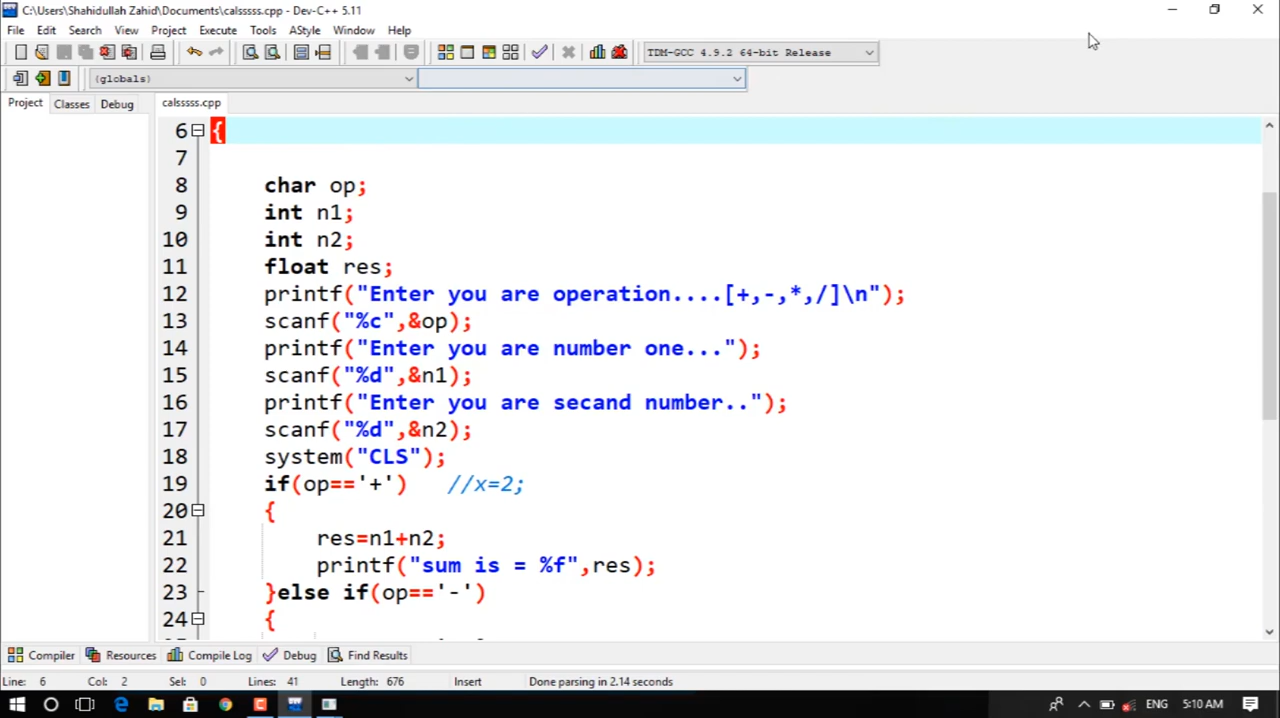 C:\Users\Shahidullah Zahid\Documents\calsssss.cpp - Dev-C++ 5.11
File Edit Search View Project Execute Tools AStyle Window Help
TDM-GCC 4.9.2 64-bit Release
(globals)
Project Classes Debug calsssss.cpp
6 {
7
8 char op;
9 int n1;
10 int n2;
11 float res;
12 printf("Enter you are operation....[+,-,*,/]\n");
13 scanf("%c",&op);
14 printf("Enter you are number one...");
15 scanf("%d",&n1);
16 printf("Enter you are secand number..");
17 scanf("%d",&n2);
18 system("CLS");
19 if(op=='+') //x=2;
20 {
21 res=n1+n2;
22 printf("sum is = %f",res);
23 }else if(op=='-')
24 {
Compiler Resources Compile Log Debug Find Results
Line: 6 Col: 2 Sel: 0 Lines: 41 Length: 676 Insert Done parsing in 2.14 seconds
ENG 5:10 AM